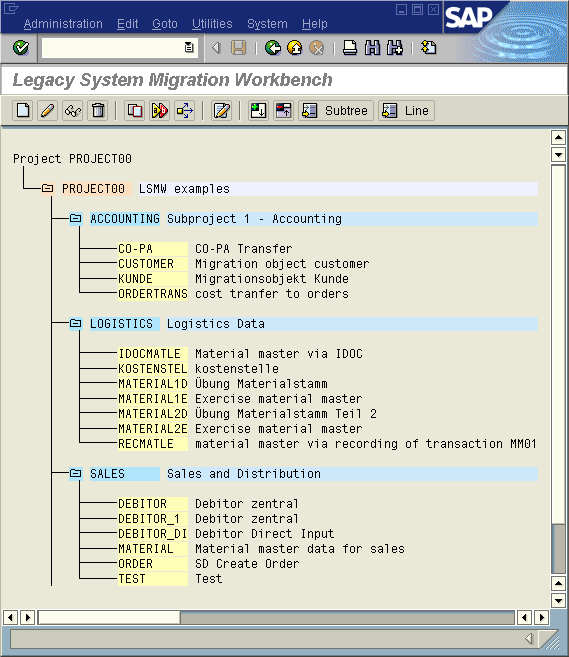 Administration Edit Goto Utilities System Help
SAP
Legacy System Migration Workbench
Subtree Line
Project PROJECT00
PROJECT00 LSMW examples
ACCOUNTING Subproject 1 - Accounting
CO-PA CO-PA Transfer
CUSTOMER Migration object customer
KUNDE Migrationsobjekt Kunde
ORDERTRANS cost tranfer to orders
LOGISTICS Logistics Data
IDOCMATLE Material master via IDOC
KOSTENSTEL kostenstelle
MATERIAL1D Übung Materialstamm
MATERIAL1E Exercise material master
MATERIAL2D Übung Materialstamm Teil 2
MATERIAL2E Exercise material master
RECMATLE material master via recording of transaction MM01
SALES Sales and Distribution
DEBITOR Debitor zentral
DEBITOR_1 Debitor zentral
DEBITOR_DI Debitor Direct Input
MATERIAL Material master data for sales
ORDER SD Create Order
TEST Test